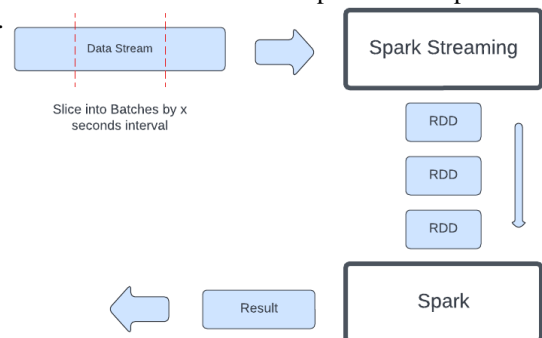 Data Stream
Spark Streaming
Slice into Batches by x
seconds interval
RDD
RDD
RDD
Result
Spark